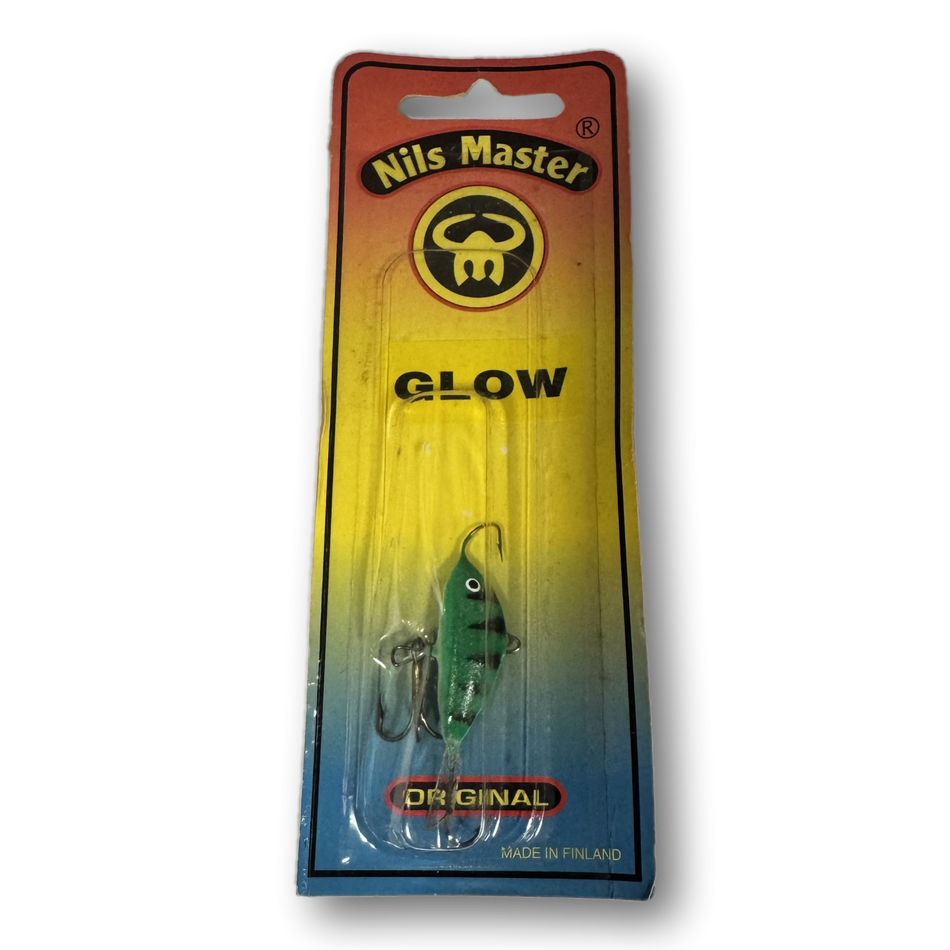 ®
Nils Master
GLOW
ORIGINAL
MADE IN FINLAND